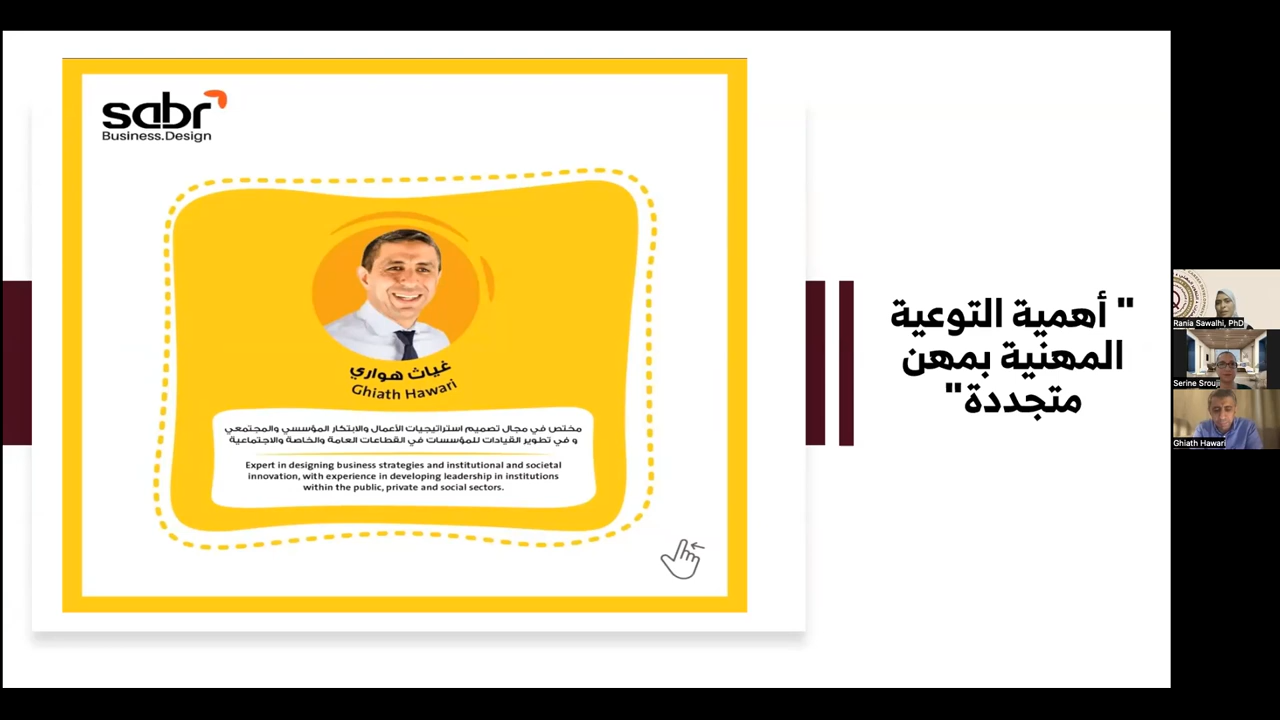 sabr
Business.Design
غياث هواري
Ghiath Hawari
مختص في مجال تصميم استراتيجيات الأعمال والابتكار المؤسسي والمجتمعي
و في تطوير القيادات للمؤسسات في القطاعات العامة والخاصة والاجتماعية
Expert in designing business strategies and institutional and societal
innovation, with experience in developing leadership in institutions
within the public, private and social sectors.
" أهمية التوعية
المهنية بمهن
متجددة"
Rania Sawalhi, PhD
Serine Srouji
Ghiath Hawari